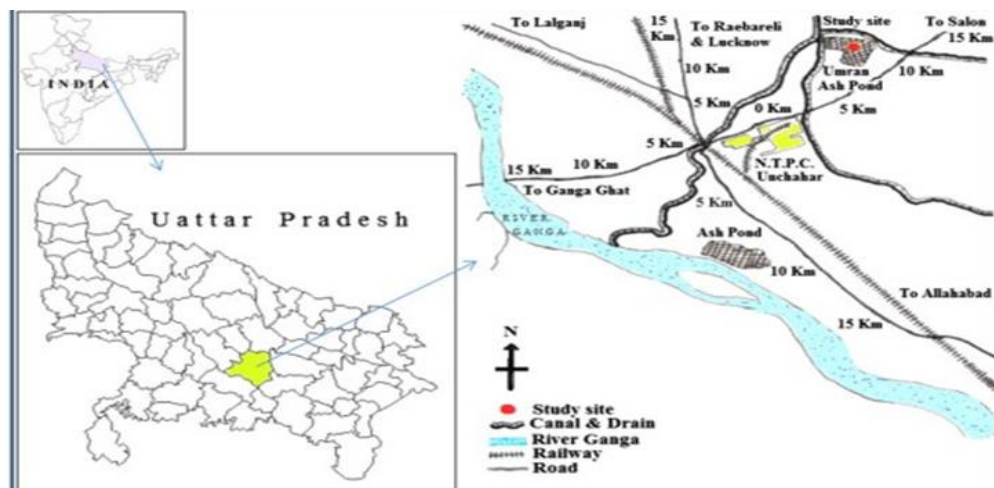 INDIA
Uattar Pradesh
To Lalganj
15
Km
To Raebareli
& Lucknow
10 Km
5 Km
Study site
To Salon
15 Km
10 Km
Umran
Ash Pond
0 Km
5 Km
5 Km
10 Km
15 Km
To Ganga Ghat
N.T.P.C.
Unchahar
RIVER
GANGA
5 Km
Ash Pond
10 Km
To Allahabad
15 Km
N
Study site
Canal & Drain
River Ganga
Railway
Road